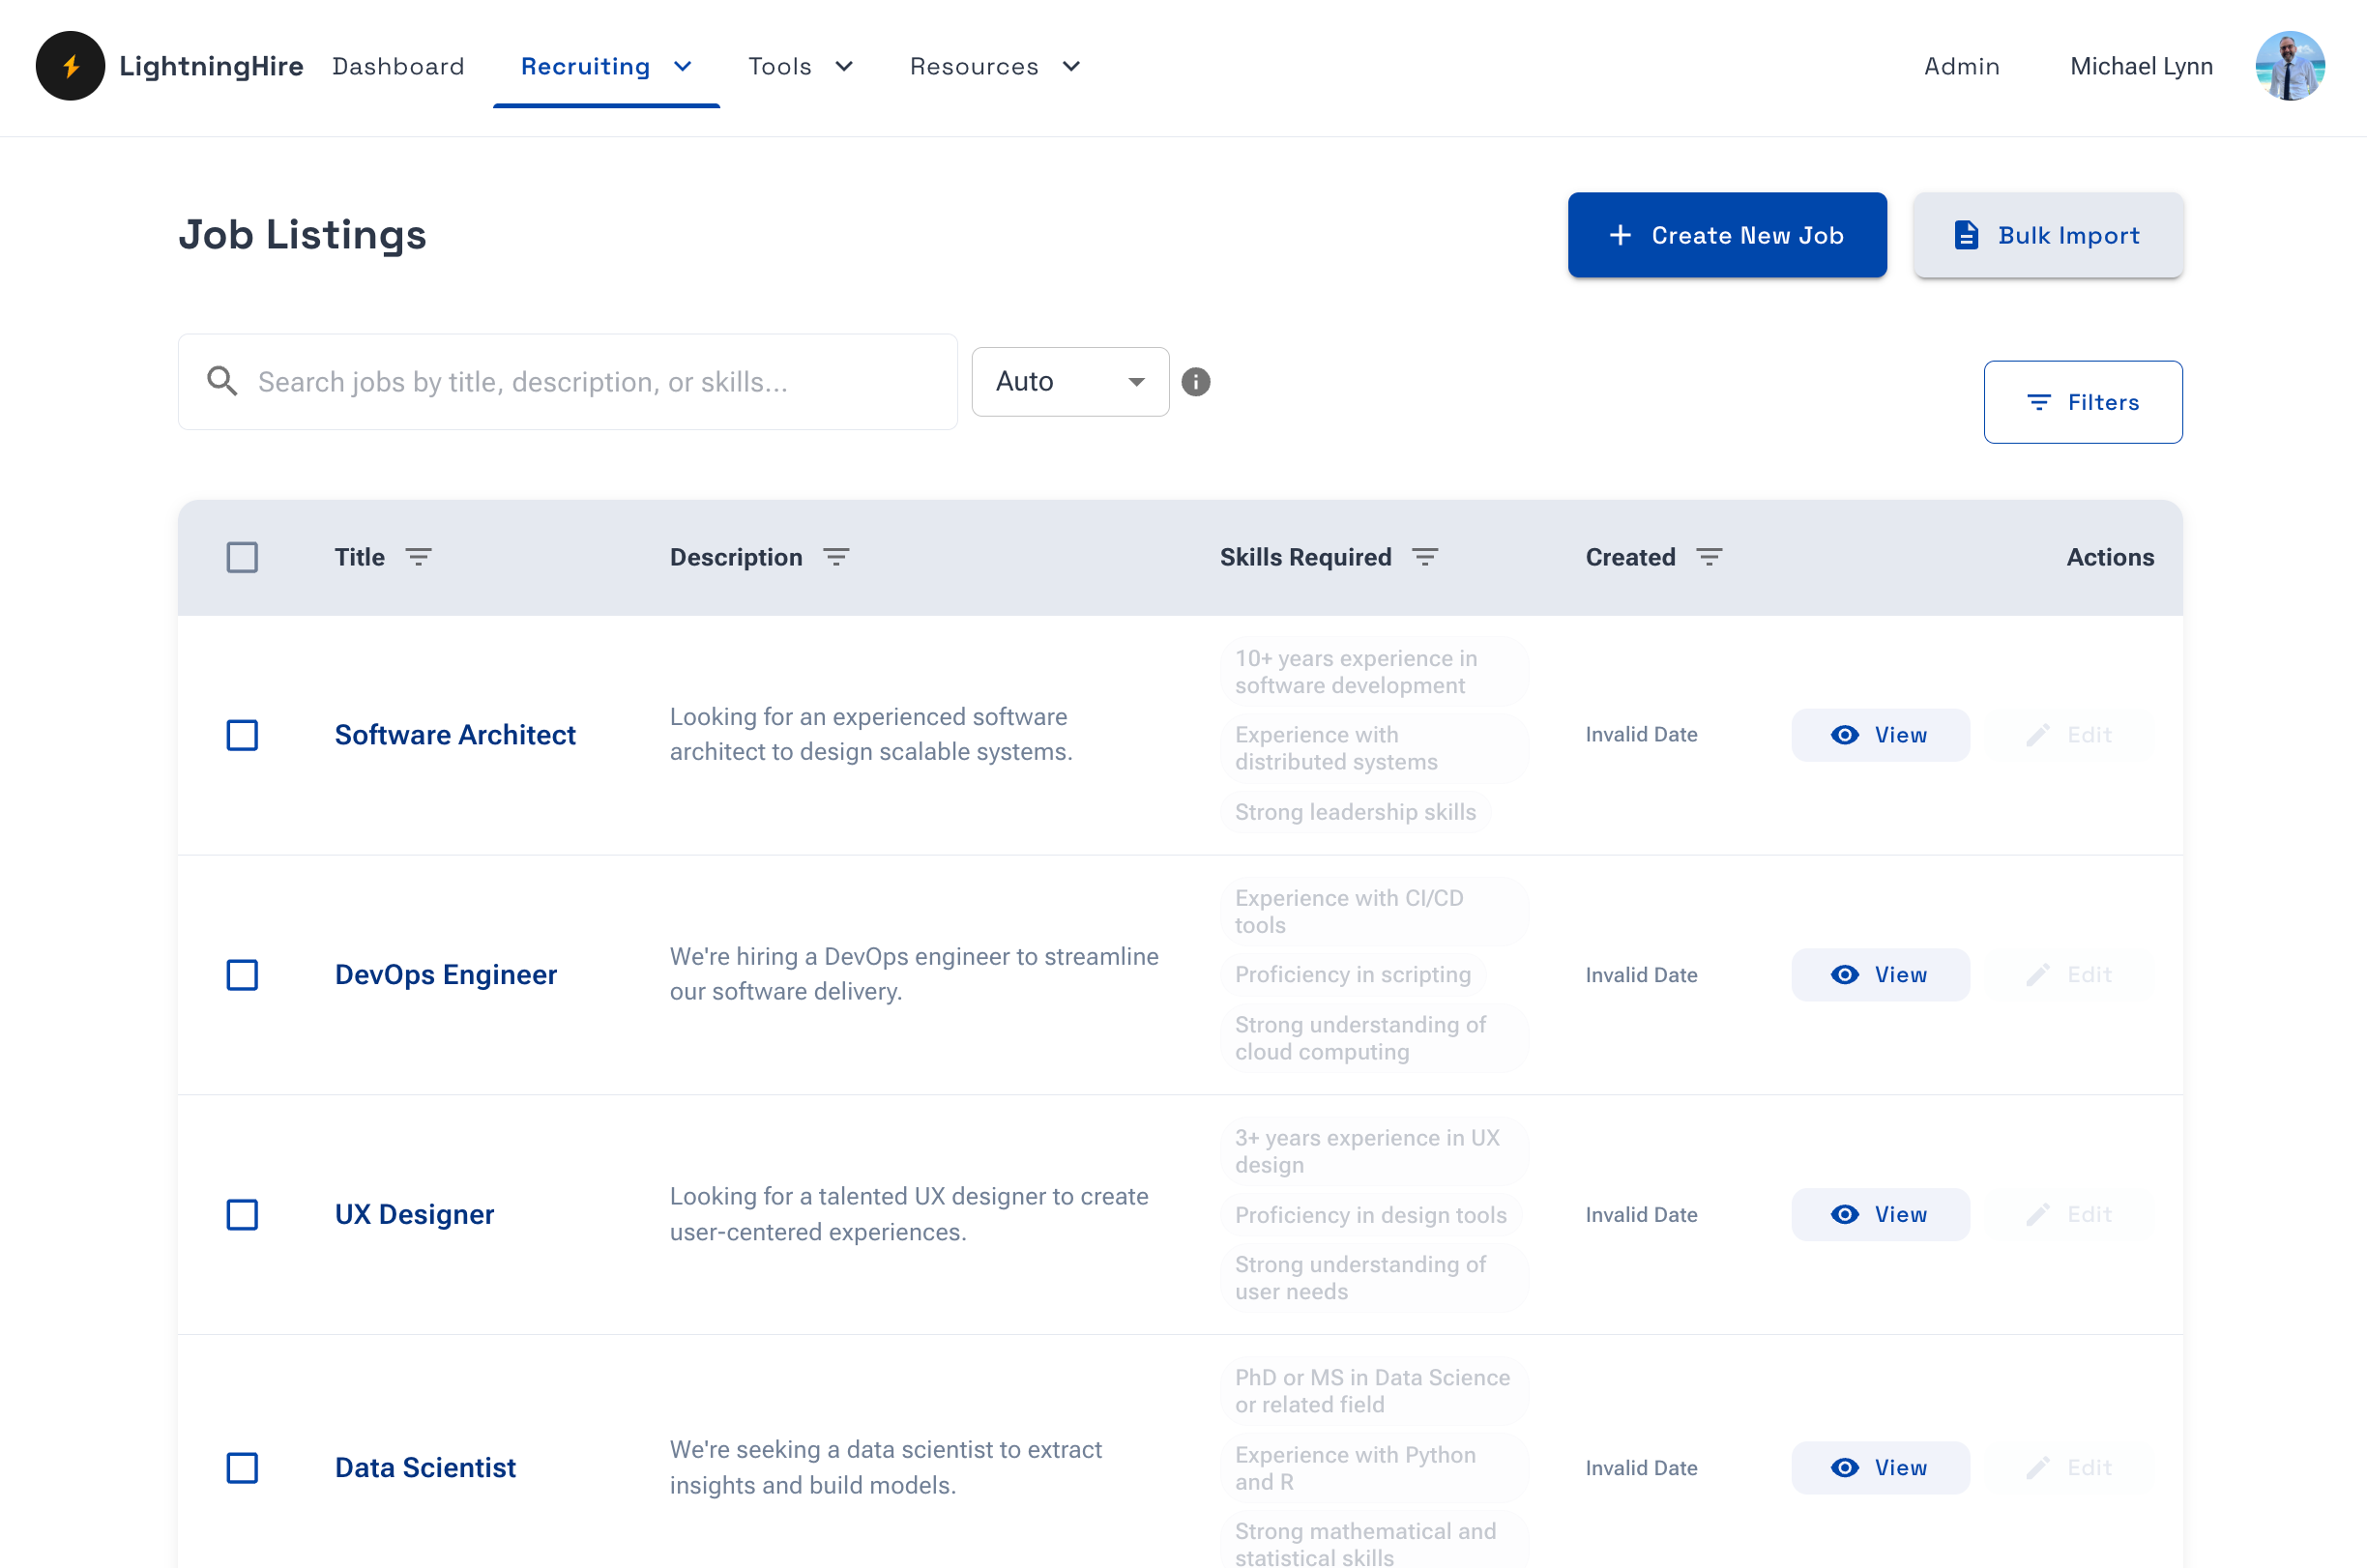 LightningHire
Dashboard
Recruiting
Tools
Resources
Admin
Michael Lynn
Job Listings
Create New Job
Bulk Import
Search jobs by title, description, or skills...
Auto
Filters
Title
Description
Skills Required
Created
Actions
Software Architect
Looking for an experienced software
architect to design scalable systems.
10+ years experience in
software development
Experience with
distributed systems
Strong leadership skills
Invalid Date
View
Edit
DevOps Engineer
We're hiring a DevOps engineer to streamline
our software delivery.
Experience with CI/CD
tools
Proficiency in scripting
Strong understanding of
cloud computing
Invalid Date
View
Edit
UX Designer
Looking for a talented UX designer to create
user-centered experiences.
3+ years experience in UX
design
Proficiency in design tools
Strong understanding of
user needs
Invalid Date
View
Edit
Data Scientist
We're seeking a data scientist to extract
insights and build models.
PhD or MS in Data Science
or related field
Experience with Python
and R
Strong mathematical and
statistical skills
Invalid Date
View
Edit